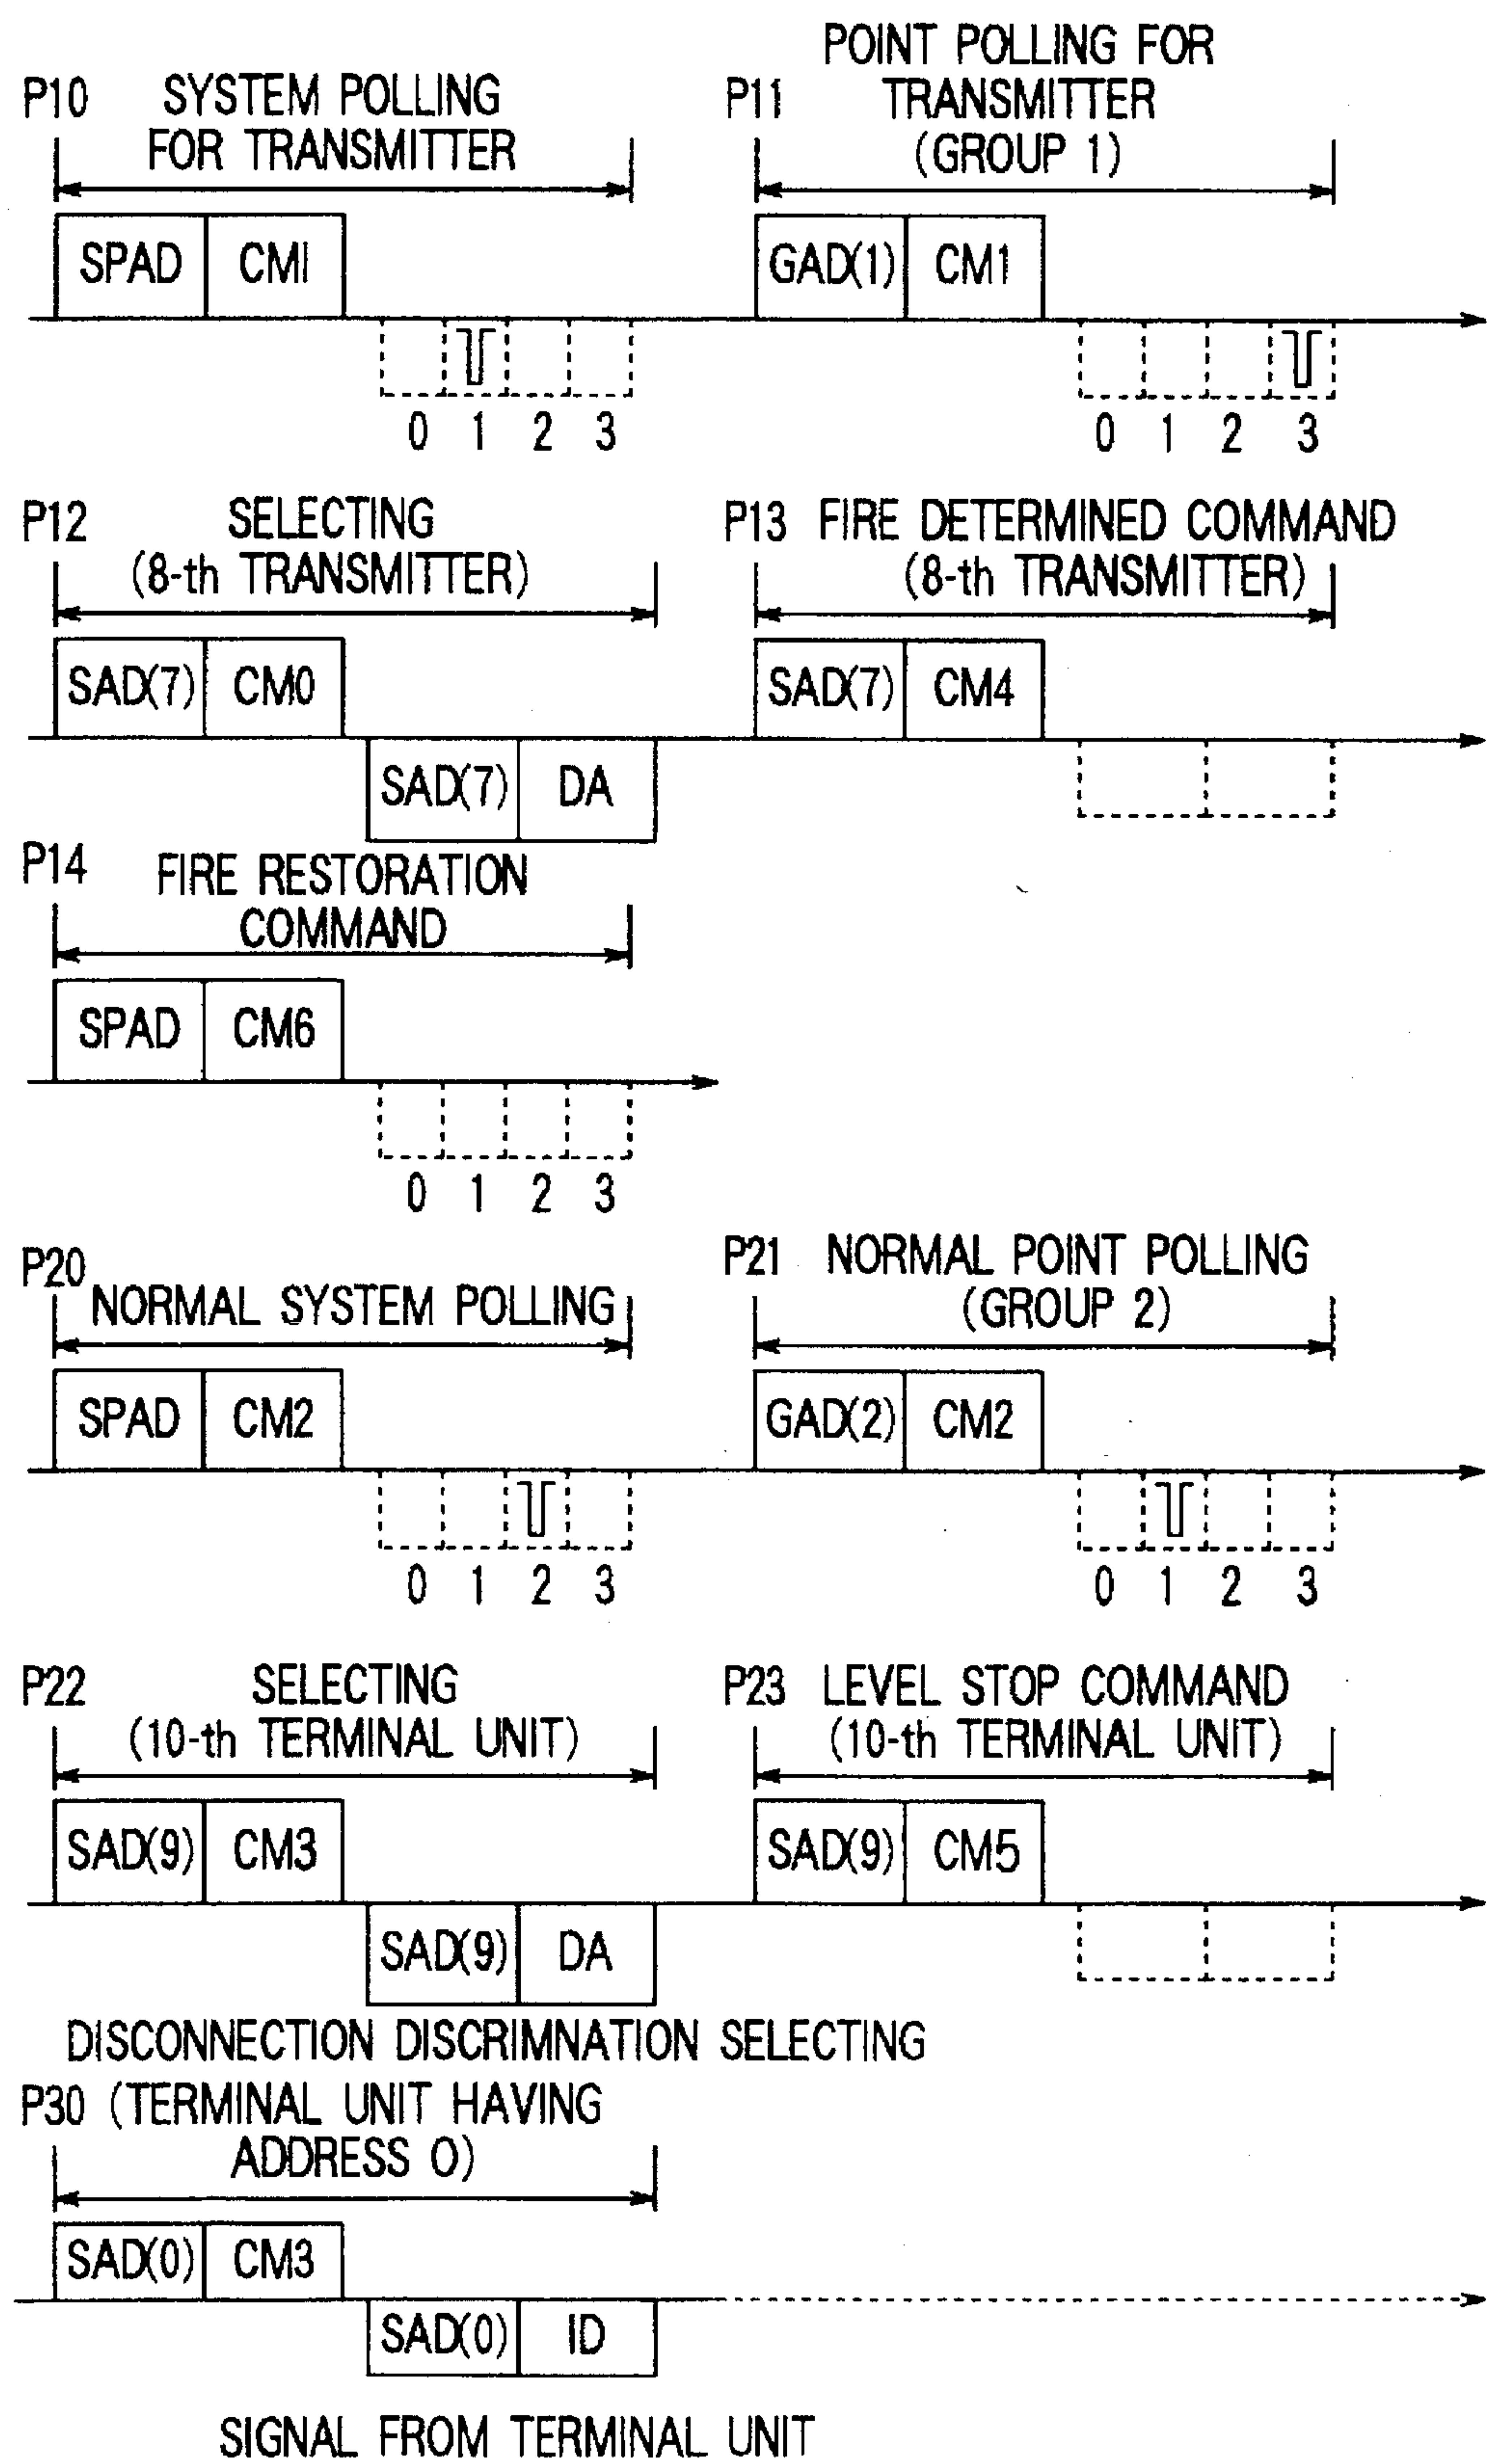 P10 SYSTEM POLLING
FOR TRANSMITTER
P11 POINT POLLING FOR
TRANSMITTER
(GROUP 1)
SPAD CMI
GAD(1) CM1
0 1 2 3
0 1 2 3
P12 SELECTING
(8-th TRANSMITTER)
P13 FIRE DETERMINED COMMAND
(8-th TRANSMITTER)
SAD(7) CM0
SAD(7) CM4
SAD(7) DA
P14 FIRE RESTORATION
COMMAND
SPAD CM6
0 1 2 3
P20
NORMAL SYSTEM POLLING
P21 NORMAL POINT POLLING
(GROUP 2)
SPAD CM2
GAD(2) CM2
0 1 2 3
0 1 2 3
P22 SELECTING
(10-th TERMINAL UNIT)
P23 LEVEL STOP COMMAND
(10-th TERMINAL UNIT)
SAD(9) CM3
SAD(9) CM5
SAD(9) DA
DISCONNECTION DISCRIMNATION SELECTING
P30 (TERMINAL UNIT HAVING
ADDRESS 0)
SAD(0) CM3
SAD(0) ID
SIGNAL FROM TERMINAL UNIT